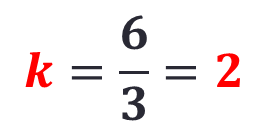 k = 6/3 = 2